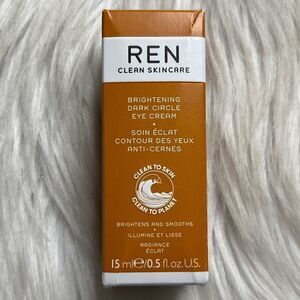 REN
CLEAN SKINCARE
BRIGHTENING
DARK CIRCLE
EYE CREAM
•
SOIN ÉCLAT
CONTOUR DES YEUX
ANTI-CERNES
CLEAN TO SKIN
CLEAN TO PLANET
BRIGHTENS AND SMOOTHS
•
ILLUMINE ET LISSE
RADIANCE
ÉCLAT
15 ml ℮ 0.5 fl.oz.U.S.